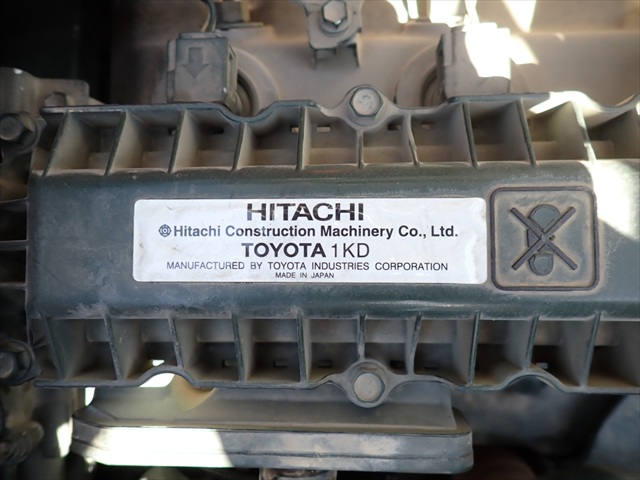 HITACHI
Hitachi Construction Machinery Co., Ltd.
TOYOTA 1KD
MANUFACTURED BY TOYOTA INDUSTRIES CORPORATION
MADE IN JAPAN